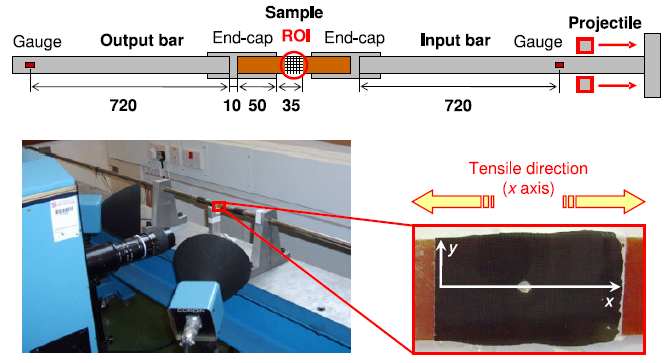 Sample
Projectile
Gauge
Output bar
End-cap
ROI
End-cap
Input bar
Gauge
720
10
50
35
720
Tensile direction
(x axis)
y
x